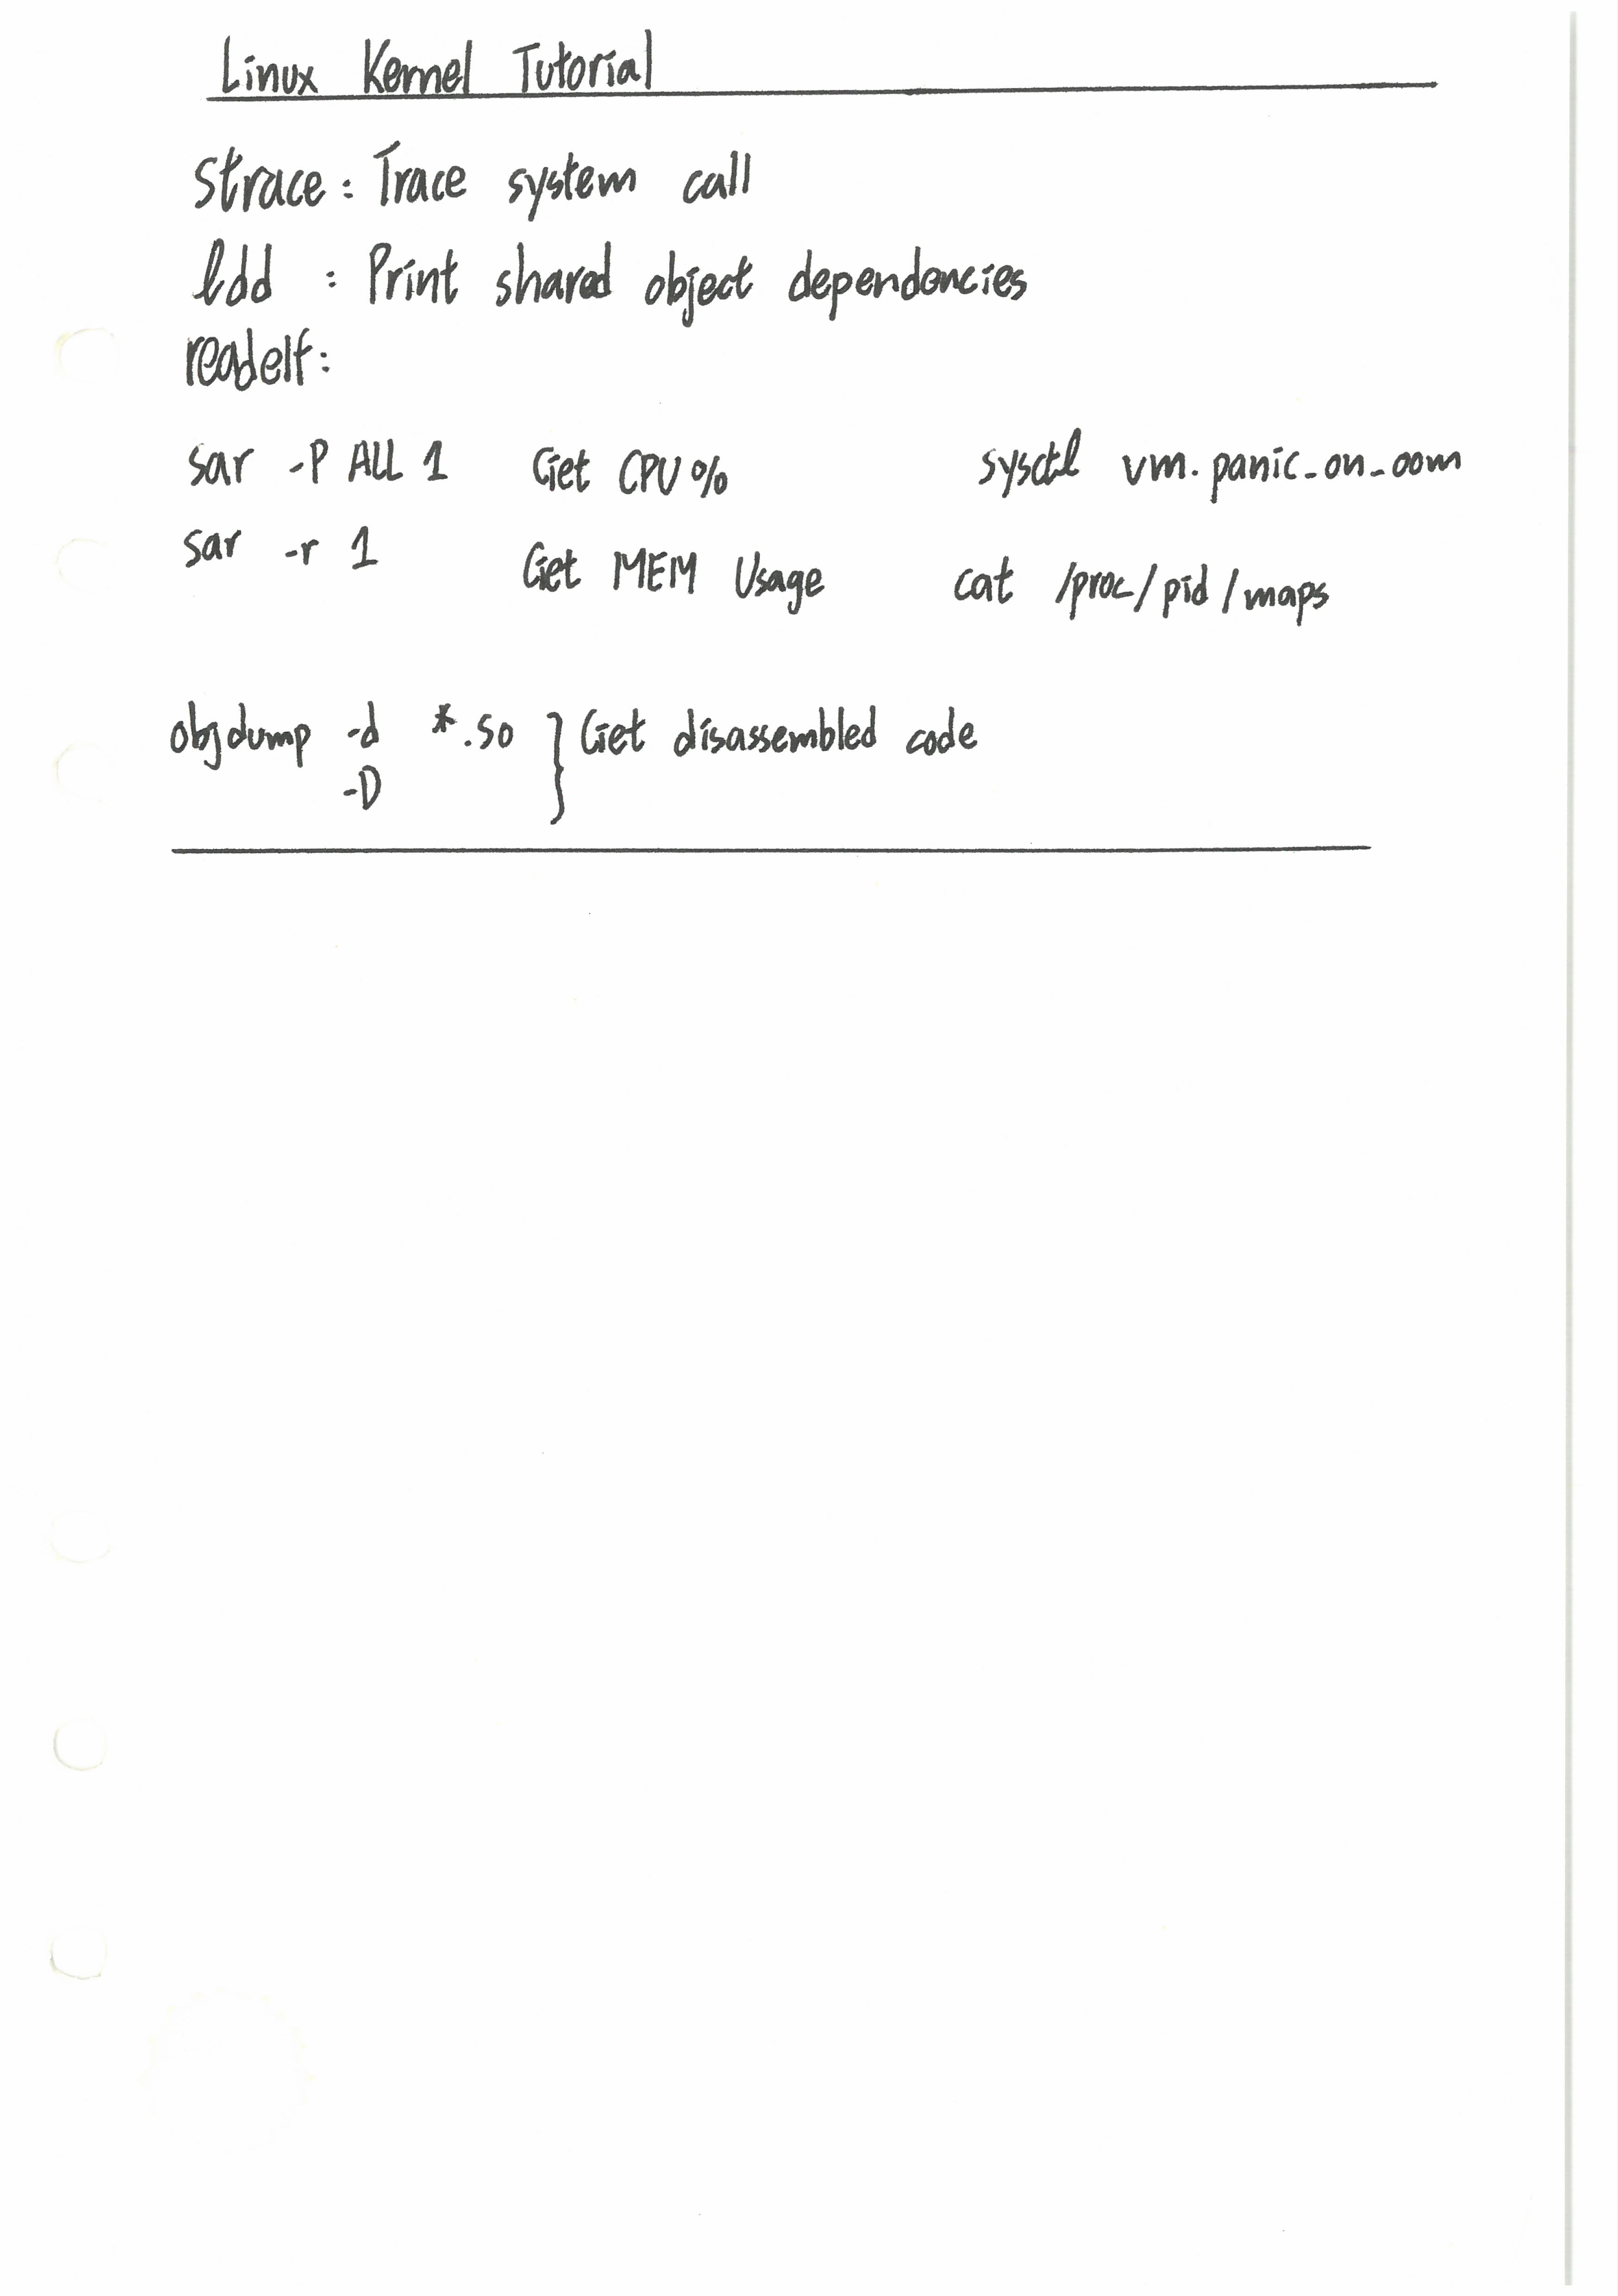 Linux Kernel Tutorial
strace : Trace system call
ldd : Print shared object dependencies
readelf :
sar -P ALL 1 Get CPU % sysctl vm.panic_on_oom
sar -r 1 Get MEM Usage cat /proc/pid/maps
objdump -d *.so } Get disassembled code
-D